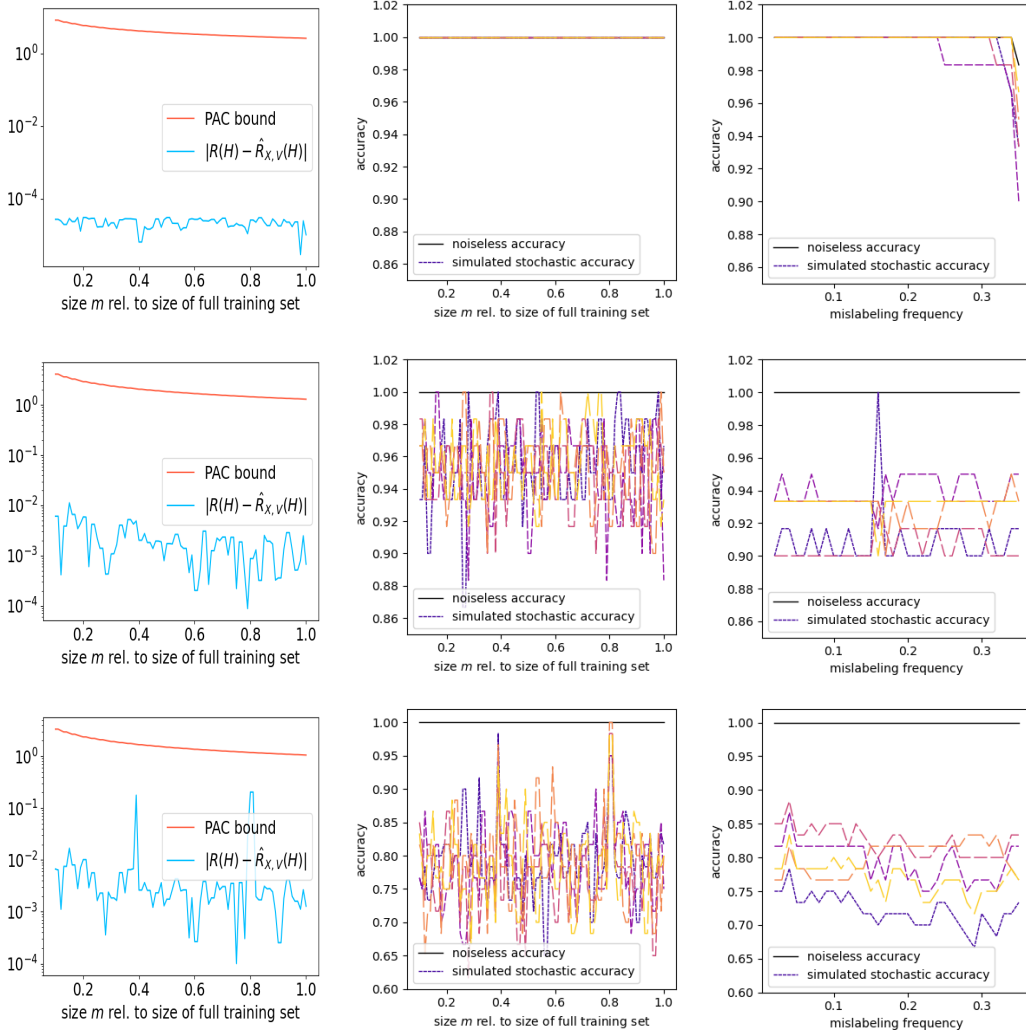 10⁰
10⁻²
10⁻⁴
PAC bound
|R(H) − R̂_{X,V}(H)|
0.2 0.4 0.6 0.8 1.0
size m rel. to size of full training set
1.02
1.00
0.98
0.96
0.94
0.92
0.90
0.88
0.86
accuracy
noiseless accuracy
simulated stochastic accuracy
0.2 0.4 0.6 0.8 1.0
size m rel. to size of full training set
1.02
1.00
0.98
0.96
0.94
0.92
0.90
0.88
0.86
accuracy
noiseless accuracy
simulated stochastic accuracy
0.1 0.2 0.3
mislabeling frequency
10⁰
10⁻¹
10⁻²
10⁻³
10⁻⁴
PAC bound
|R(H) − R̂_{X,V}(H)|
0.2 0.4 0.6 0.8 1.0
size m rel. to size of full training set
1.02
1.00
0.98
0.96
0.94
0.92
0.90
0.88
0.86
accuracy
noiseless accuracy
simulated stochastic accuracy
0.2 0.4 0.6 0.8 1.0
size m rel. to size of full training set
1.02
1.00
0.98
0.96
0.94
0.92
0.90
0.88
0.86
accuracy
noiseless accuracy
simulated stochastic accuracy
0.1 0.2 0.3
mislabeling frequency
10⁰
10⁻¹
10⁻²
10⁻³
10⁻⁴
PAC bound
|R(H) − R̂_{X,V}(H)|
0.2 0.4 0.6 0.8 1.0
size m rel. to size of full training set
1.00
0.95
0.90
0.85
0.80
0.75
0.70
0.65
0.60
accuracy
noiseless accuracy
simulated stochastic accuracy
0.2 0.4 0.6 0.8 1.0
size m rel. to size of full training set
1.00
0.95
0.90
0.85
0.80
0.75
0.70
0.65
0.60
accuracy
noiseless accuracy
simulated stochastic accuracy
0.1 0.2 0.3
mislabeling frequency